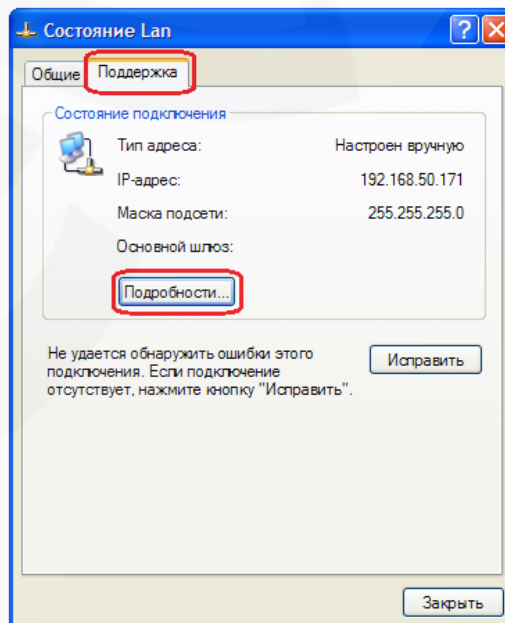 Состояние Lan
Общие Поддержка
Состояние подключения
Тип адреса: Настроен вручную
IP-адрес: 192.168.50.171
Маска подсети: 255.255.255.0
Основной шлюз:
Подробности...
Не удается обнаружить ошибки этого
подключения. Если подключение
отсутствует, нажмите кнопку "Исправить".
Исправить
Закрыть